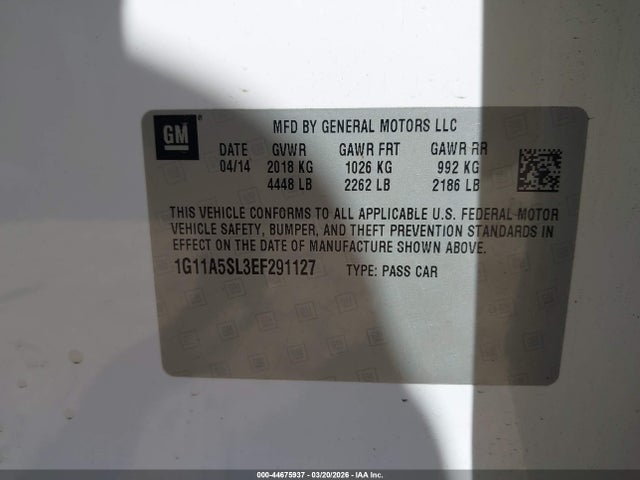 GM®
MFD BY GENERAL MOTORS LLC
DATE GVWR GAWR FRT GAWR RR
04/14 2018 KG 1026 KG 992 KG
4448 LB 2262 LB 2186 LB
THIS VEHICLE CONFORMS TO ALL APPLICABLE U.S. FEDERAL MOTOR
VEHICLE SAFETY, BUMPER, AND THEFT PREVENTION STANDARDS IN
EFFECT ON THE DATE OF MANUFACTURE SHOWN ABOVE.
1G11A5SL3EF291127 TYPE: PASS CAR
000-44675937 - 03/20/2026 - IAA Inc.